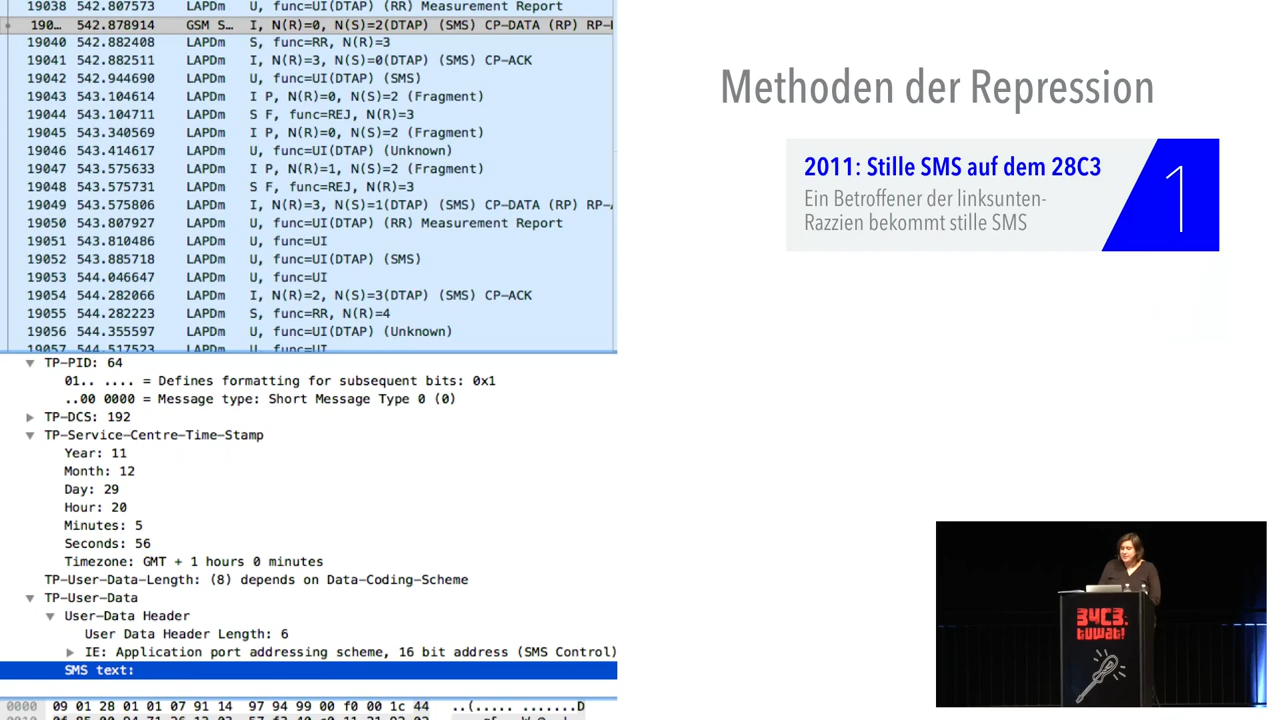 19038 542.807573 LAPDm U, func=UI(DTAP) (RR) Measurement Report
190… 542.878914 GSM S… I, N(R)=0, N(S)=2(DTAP) (SMS) CP-DATA (RP)
19040 542.882408 LAPDm S, func=RR, N(R)=3
19041 542.882511 LAPDm I, N(R)=3, N(S)=0(DTAP) (SMS) CP-ACK
19042 542.944690 LAPDm U, func=UI(DTAP) (SMS)
19043 543.104614 LAPDm I P, N(R)=0, N(S)=2 (Fragment)
19044 543.104711 LAPDm S F, func=REJ, N(R)=3
19045 543.340569 LAPDm I P, N(R)=0, N(S)=2 (Fragment)
19046 543.414617 LAPDm U, func=UI(DTAP) (Unknown)
19047 543.575633 LAPDm I P, N(R)=1, N(S)=2 (Fragment)
19048 543.575731 LAPDm S F, func=REJ, N(R)=3
19049 543.575806 LAPDm I, N(R)=3, N(S)=1(DTAP) (SMS) CP-DATA (RP)
19050 543.807927 LAPDm U, func=UI(DTAP) (RR) Measurement Report
19051 543.810486 LAPDm U, func=UI
19052 543.885718 LAPDm U, func=UI(DTAP) (SMS)
19053 544.046647 LAPDm U, func=UI
19054 544.282066 LAPDm I, N(R)=2, N(S)=3(DTAP) (SMS) CP-ACK
19055 544.282223 LAPDm S, func=RR, N(R)=4
19056 544.355597 LAPDm U, func=UI(DTAP) (Unknown)
19057 544.517523 LAPDm U, func=UI
TP-PID: 64
01.. .... = Defines formatting for subsequent bits: 0x1
..00 0000 = Message type: Short Message Type 0 (0)
TP-DCS: 192
TP-Service-Centre-Time-Stamp
Year: 11
Month: 12
Day: 29
Hour: 20
Minutes: 5
Seconds: 56
Timezone: GMT + 1 hours 0 minutes
TP-User-Data-Length: (8) depends on Data-Coding-Scheme
TP-User-Data
User-Data Header
User Data Header Length: 6
IE: Application port addressing scheme, 16 bit address (SMS Control)
SMS text:
0000 09 01 28 01 01 07 91 14 97 94 99 00 f0 00 1c 44 ..(..... .......D
Methoden der Repression
2011: Stille SMS auf dem 28C3
Ein Betroffener der linksunten-
Razzien bekommt stille SMS
1
34C3.
tuwat!